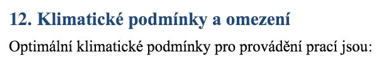 12. Klimatické podmínky a omezení
Optimální klimatické podmínky pro provádění prací jsou: